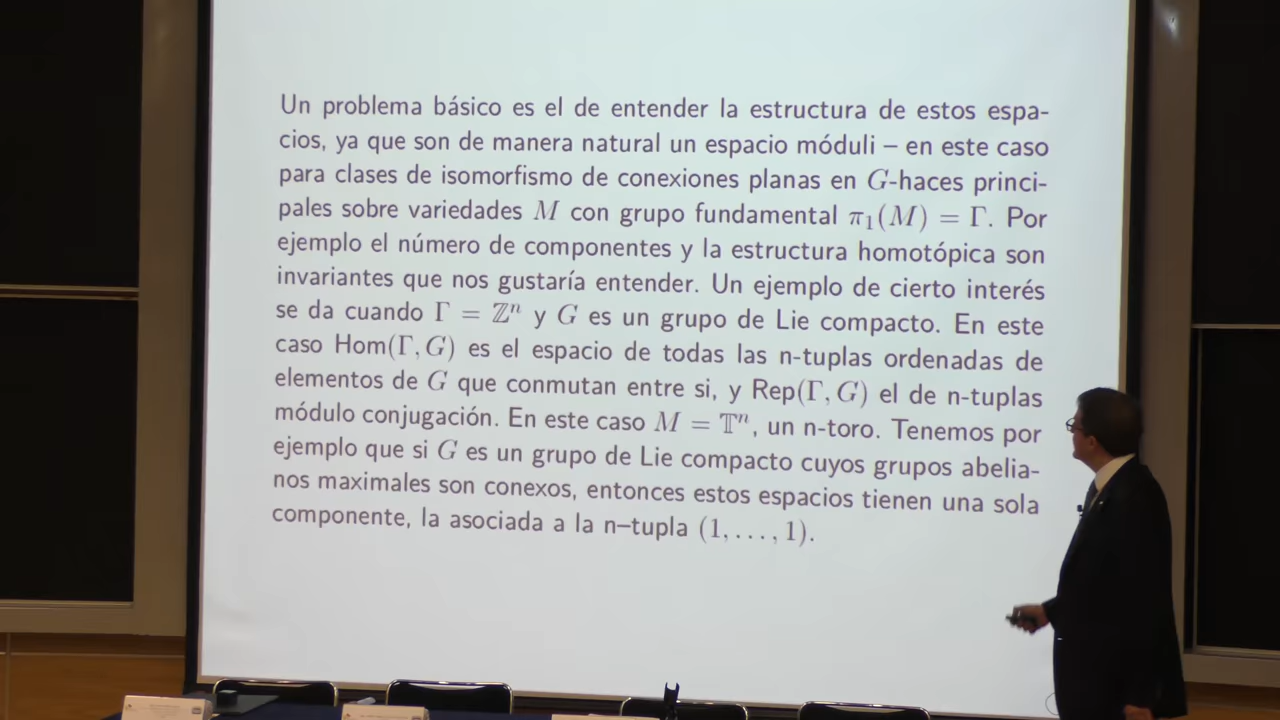 Un problema básico es el de entender la estructura de estos espa-
cios, ya que son de manera natural un espacio móduli – en este caso
para clases de isomorfismo de conexiones planas en G-haces princi-
pales sobre variedades M con grupo fundamental π₁(M) = Γ. Por
ejemplo el número de componentes y la estructura homotópica son
invariantes que nos gustaría entender. Un ejemplo de cierto interés
se da cuando Γ = ℤⁿ y G es un grupo de Lie compacto. En este
caso Hom(Γ, G) es el espacio de todas las n-tuplas ordenadas de
elementos de G que conmutan entre si, y Rep(Γ, G) el de n-tuplas
módulo conjugación. En este caso M = 𝕋ⁿ, un n-toro. Tenemos por
ejemplo que si G es un grupo de Lie compacto cuyos grupos abelia-
nos maximales son conexos, entonces estos espacios tienen una sola
componente, la asociada a la n–tupla (1, . . . , 1).